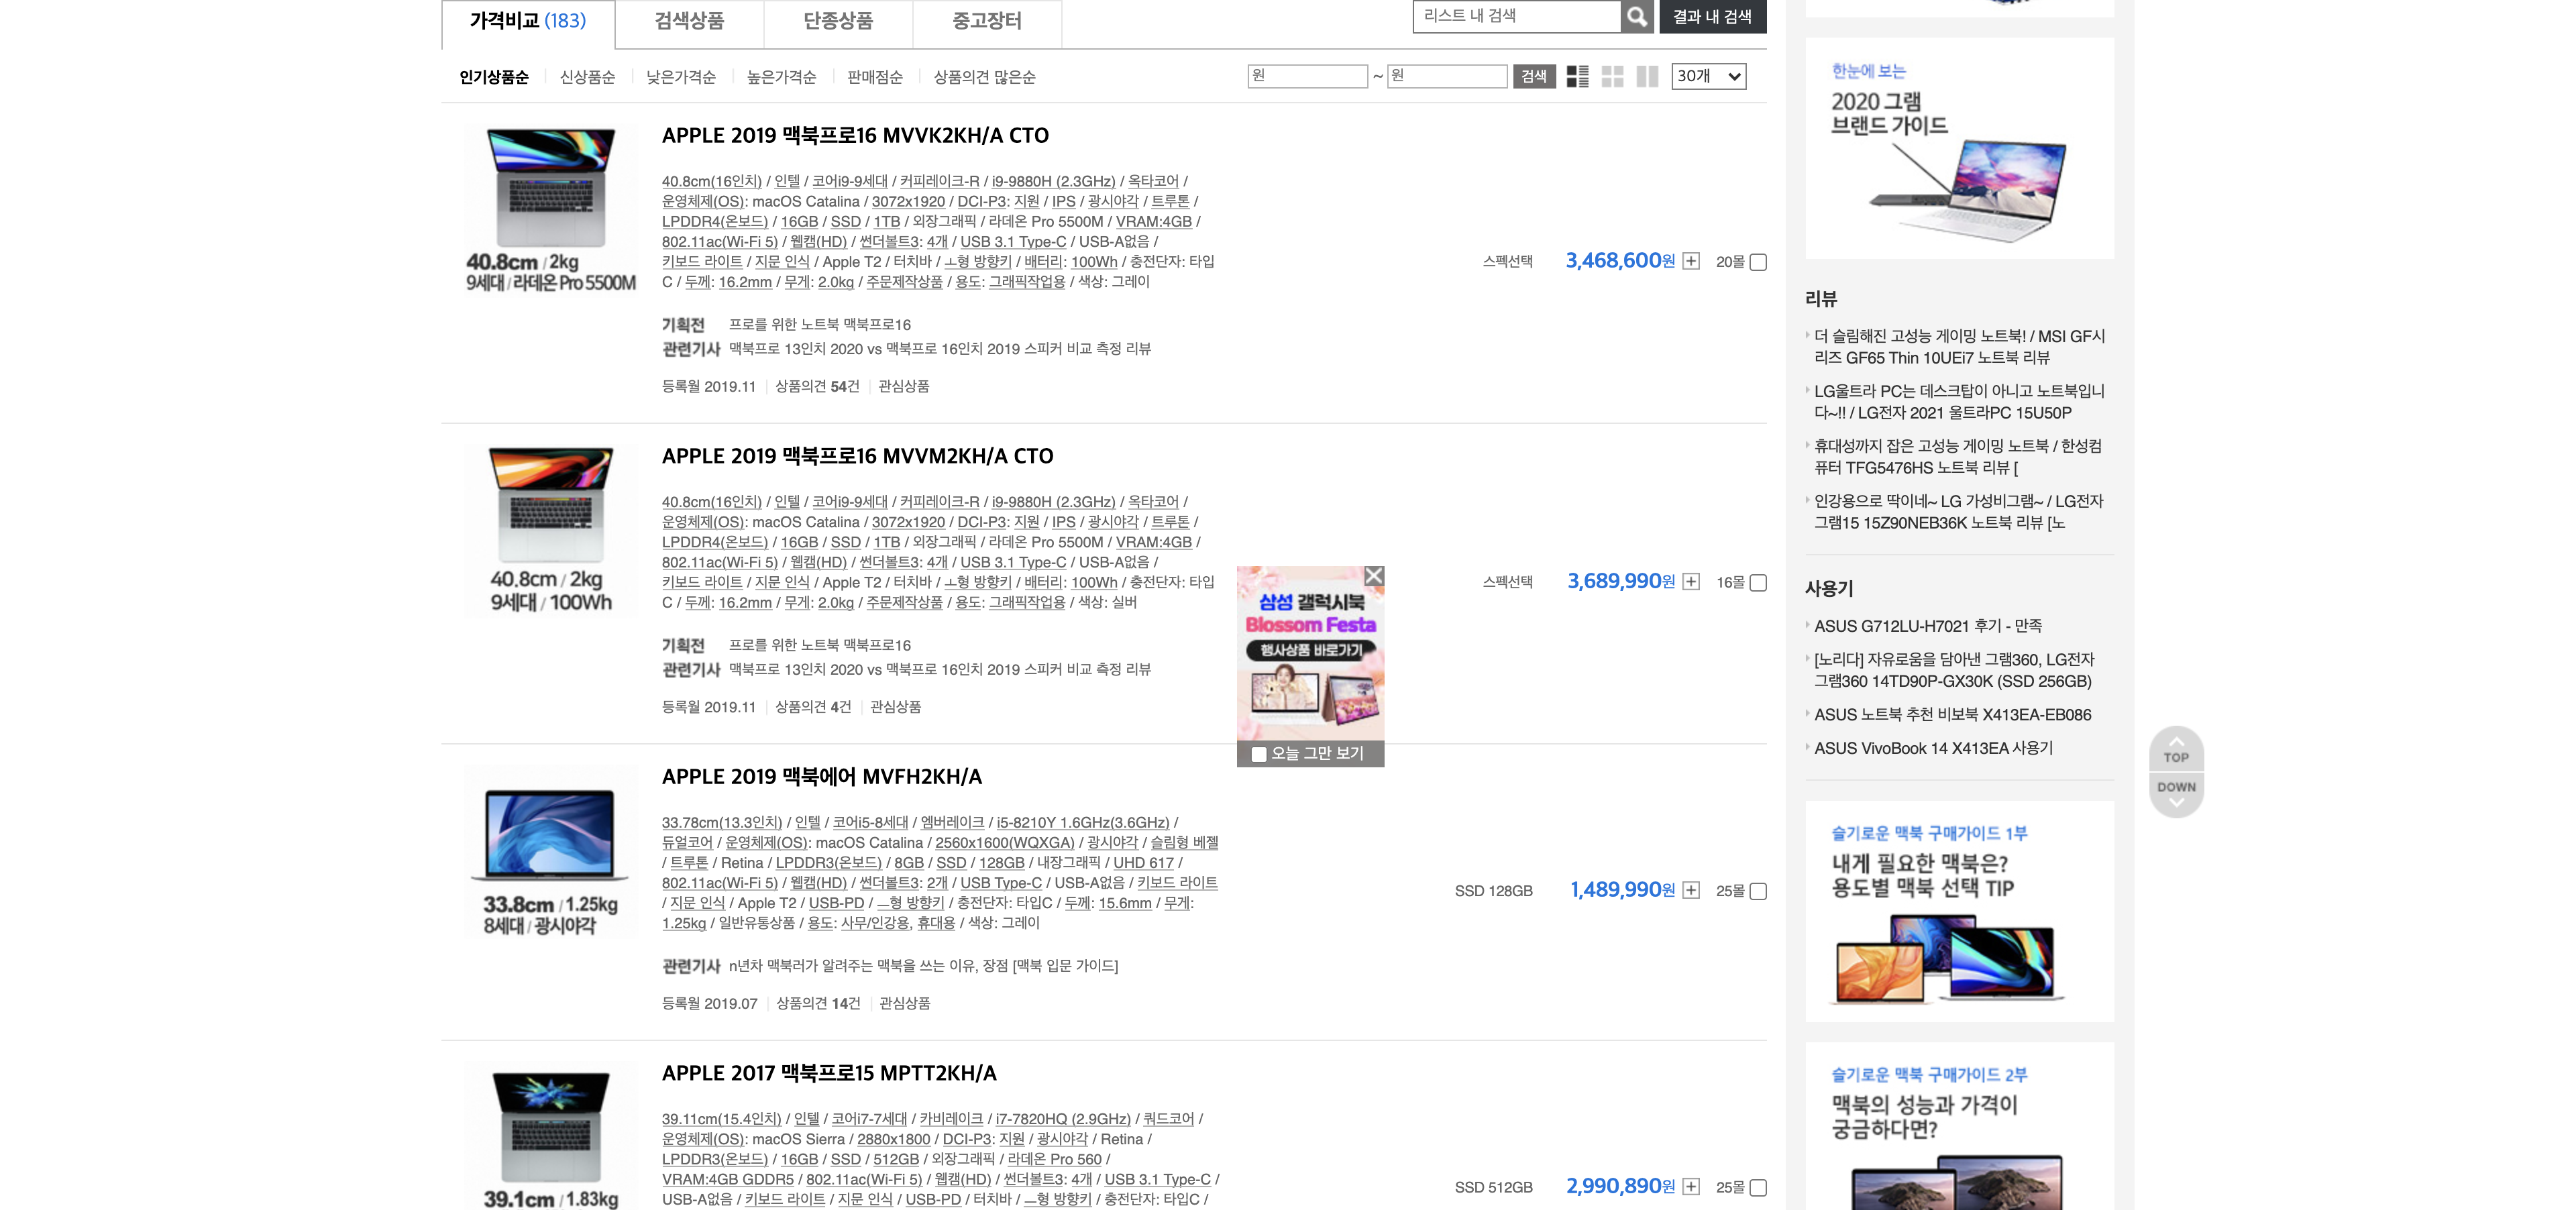 가격비교 (183)
검색상품
단종상품
중고장터
리스트 내 검색
결과 내 검색
인기상품순
신상품순
낮은가격순
높은가격순
판매점순
상품의견 많은순
원 ~ 원 검색
30개
APPLE 2019 맥북프로16 MVVK2KH/A CTO
40.8cm(16인치) / 인텔 / 코어i9-9세대 / 커피레이크-R / i9-9880H (2.3GHz) / 옥타코어 /
운영체제(OS): macOS Catalina / 3072x1920 / DCI-P3: 지원 / IPS / 광시야각 / 트루톤 /
LPDDR4(온보드) / 16GB / SSD / 1TB / 외장그래픽 / 라데온 Pro 5500M / VRAM:4GB /
802.11ac(Wi-Fi 5) / 웹캠(HD) / 썬더볼트3: 4개 / USB 3.1 Type-C / USB-A없음 /
키보드 라이트 / 지문 인식 / Apple T2 / 터치바 / ㅗ형 방향키 / 배터리: 100Wh / 충전단자: 타입
C / 두께: 16.2mm / 무게: 2.0kg / 주문제작상품 / 용도: 그래픽작업용 / 색상: 그레이
40.8cm / 2kg
9세대 / 라데온 Pro 5500M
기획전 프로를 위한 노트북 맥북프로16
관련기사 맥북프로 13인치 2020 vs 맥북프로 16인치 2019 스피커 비교 측정 리뷰
등록월 2019.11 상품의견 54건 관심상품
스펙선택 3,468,600원 20몰
APPLE 2019 맥북프로16 MVVM2KH/A CTO
40.8cm(16인치) / 인텔 / 코어i9-9세대 / 커피레이크-R / i9-9880H (2.3GHz) / 옥타코어 /
운영체제(OS): macOS Catalina / 3072x1920 / DCI-P3: 지원 / IPS / 광시야각 / 트루톤 /
LPDDR4(온보드) / 16GB / SSD / 1TB / 외장그래픽 / 라데온 Pro 5500M / VRAM:4GB /
802.11ac(Wi-Fi 5) / 웹캠(HD) / 썬더볼트3: 4개 / USB 3.1 Type-C / USB-A없음 /
키보드 라이트 / 지문 인식 / Apple T2 / 터치바 / ㅗ형 방향키 / 배터리: 100Wh / 충전단자: 타입
C / 두께: 16.2mm / 무게: 2.0kg / 주문제작상품 / 용도: 그래픽작업용 / 색상: 실버
40.8cm / 2kg
9세대 / 100Wh
기획전 프로를 위한 노트북 맥북프로16
관련기사 맥북프로 13인치 2020 vs 맥북프로 16인치 2019 스피커 비교 측정 리뷰
등록월 2019.11 상품의견 4건 관심상품
스펙선택 3,689,990원 16몰
삼성 갤럭시북
Blossom Festa
행사상품 바로가기
오늘 그만 보기
APPLE 2019 맥북에어 MVFH2KH/A
33.78cm(13.3인치) / 인텔 / 코어i5-8세대 / 엠버레이크 / i5-8210Y 1.6GHz(3.6GHz) /
듀얼코어 / 운영체제(OS): macOS Catalina / 2560x1600(WQXGA) / 광시야각 / 슬림형 베젤
/ 트루톤 / Retina / LPDDR3(온보드) / 8GB / SSD / 128GB / 내장그래픽 / UHD 617 /
802.11ac(Wi-Fi 5) / 웹캠(HD) / 썬더볼트3: 2개 / USB Type-C / USB-A없음 / 키보드 라이트
/ 지문 인식 / Apple T2 / USB-PD / ㅡ형 방향키 / 충전단자: 타입C / 두께: 15.6mm / 무게:
1.25kg / 일반유통상품 / 용도: 사무/인강용, 휴대용 / 색상: 그레이
33.8cm / 1.25kg
8세대 / 광시야각
관련기사 n년차 맥북러가 알려주는 맥북을 쓰는 이유, 장점 [맥북 입문 가이드]
등록월 2019.07 상품의견 14건 관심상품
SSD 128GB 1,489,990원 25몰
APPLE 2017 맥북프로15 MPTT2KH/A
39.11cm(15.4인치) / 인텔 / 코어i7-7세대 / 카비레이크 / i7-7820HQ (2.9GHz) / 쿼드코어 /
운영체제(OS): macOS Sierra / 2880x1800 / DCI-P3: 지원 / 광시야각 / Retina /
LPDDR3(온보드) / 16GB / SSD / 512GB / 외장그래픽 / 라데온 Pro 560 /
VRAM:4GB GDDR5 / 802.11ac(Wi-Fi 5) / 웹캠(HD) / 썬더볼트3: 4개 / USB 3.1 Type-C /
USB-A없음 / 키보드 라이트 / 지문 인식 / USB-PD / 터치바 / ㅡ형 방향키 / 충전단자: 타입C /
39.1cm / 1.83kg
SSD 512GB 2,990,890원 25몰
한눈에 보는
2020 그램
브랜드 가이드
리뷰
더 슬림해진 고성능 게이밍 노트북! / MSI GF시
리즈 GF65 Thin 10UEi7 노트북 리뷰
LG울트라 PC는 데스크탑이 아니고 노트북입니
다~!! / LG전자 2021 울트라PC 15U50P
휴대성까지 잡은 고성능 게이밍 노트북 / 한성컴
퓨터 TFG5476HS 노트북 리뷰 [
인강용으로 딱이네~ LG 가성비그램~ / LG전자
그램15 15Z90NEB36K 노트북 리뷰 [노
사용기
ASUS G712LU-H7021 후기 - 만족
[노리다] 자유로움을 담아낸 그램360, LG전자
그램360 14TD90P-GX30K (SSD 256GB)
ASUS 노트북 추천 비보북 X413EA-EB086
ASUS VivoBook 14 X413EA 사용기
슬기로운 맥북 구매가이드 1부
내게 필요한 맥북은?
용도별 맥북 선택 TIP
슬기로운 맥북 구매가이드 2부
맥북의 성능과 가격이
궁금하다면?
TOP
DOWN